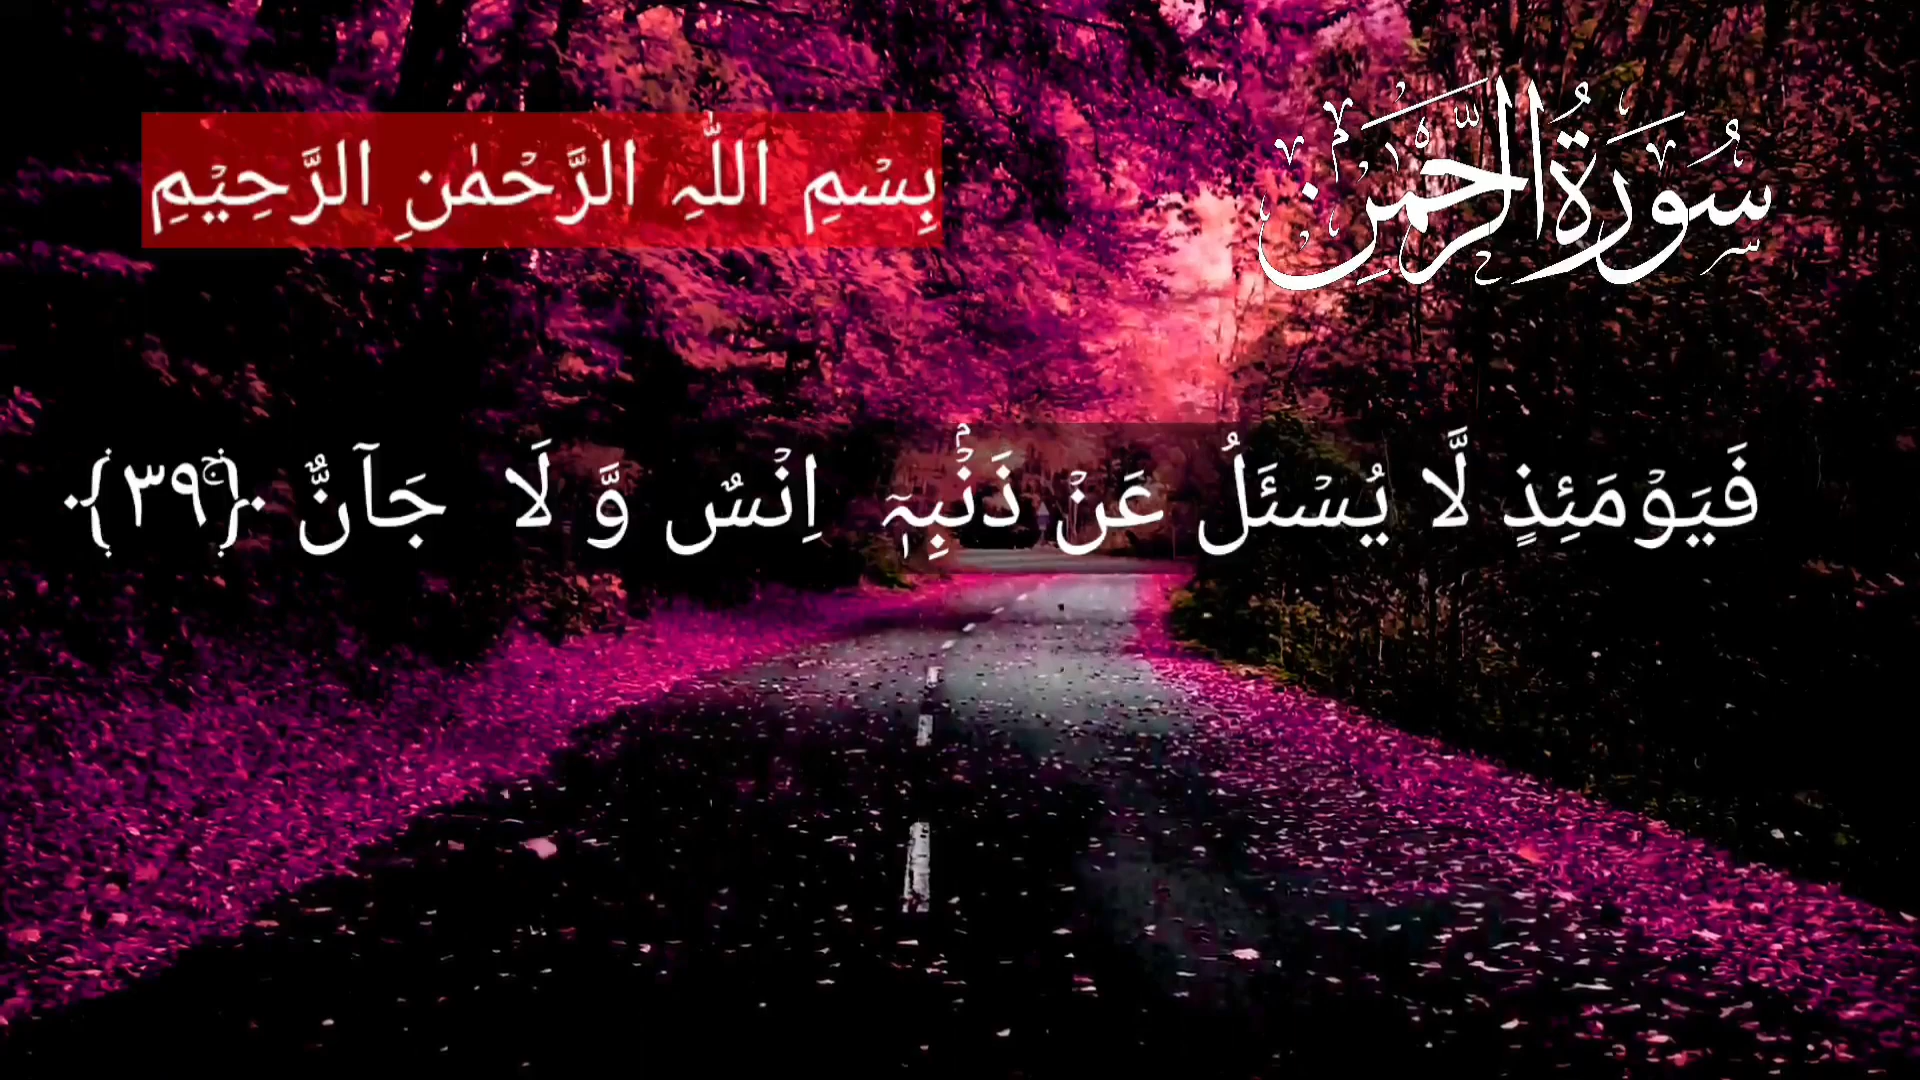 سُورَةُ الرَّحْمٰنِ
بِسْمِ اللّٰہِ الرَّحْمٰنِ الرَّحِیْمِ
فَیَوْمَئِذٍ لَّا یُسْـَٔلُ عَنْ ذَنْۢبِہٖۤ اِنْسٌ وَّ لَا جَآنٌّ ﴿ۚ۳۹﴾